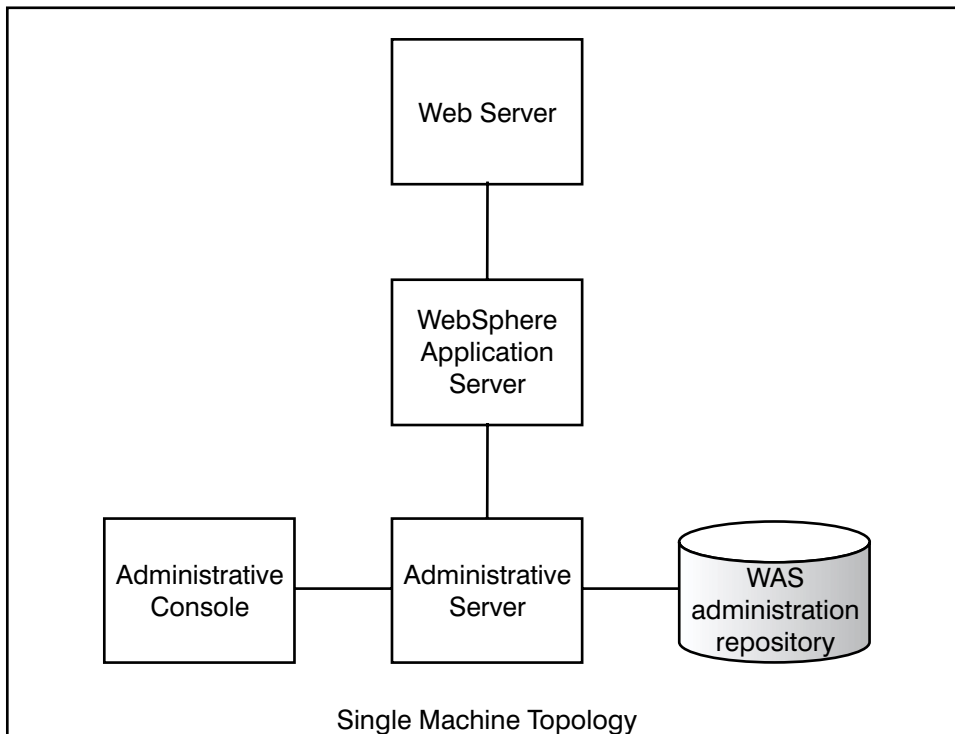 Web Server
WebSphere
Application
Server
Administrative
Console
Administrative
Server
WAS
administration
repository
Single Machine Topology